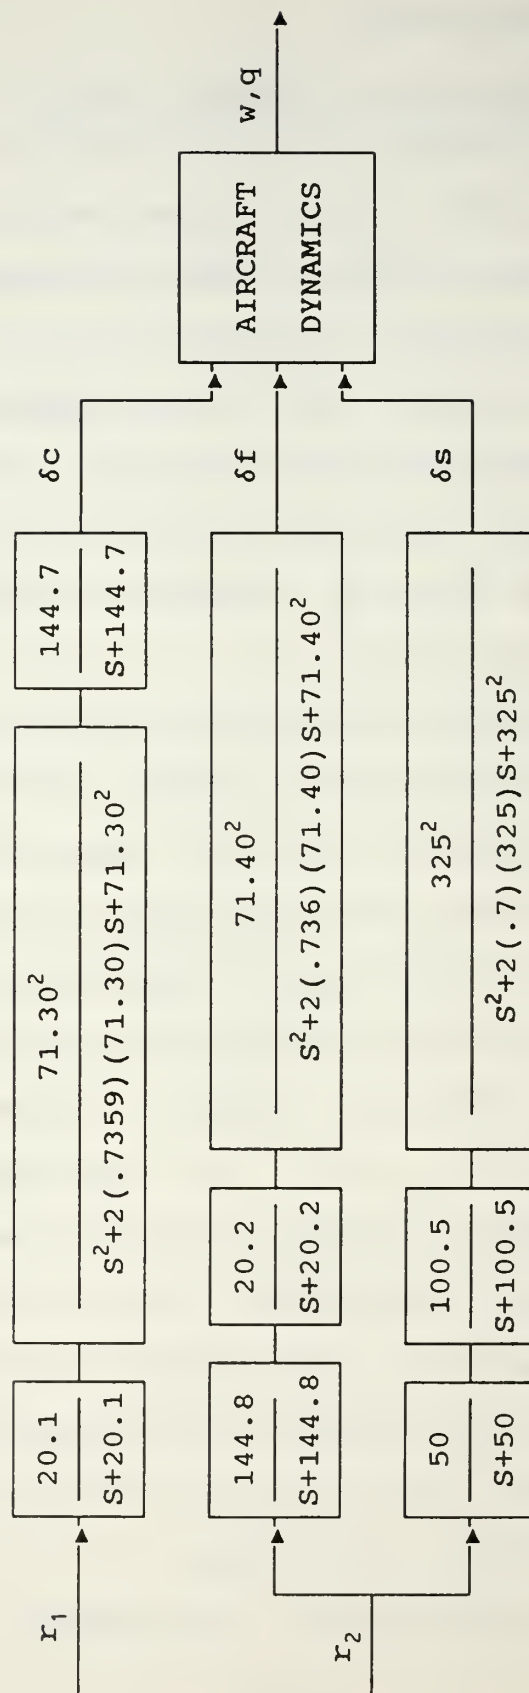 r₁
20.1
S+20.1
71.30²
S²+2(.7359)(71.30)S+71.30²
144.7
S+144.7
δc
r₂
144.8
S+144.8
20.2
S+20.2
71.40²
S²+2(.736)(71.40)S+71.40²
δf
50
S+50
100.5
S+100.5
325²
S²+2(.7)(325)S+325²
δs
AIRCRAFT
DYNAMICS
w,q